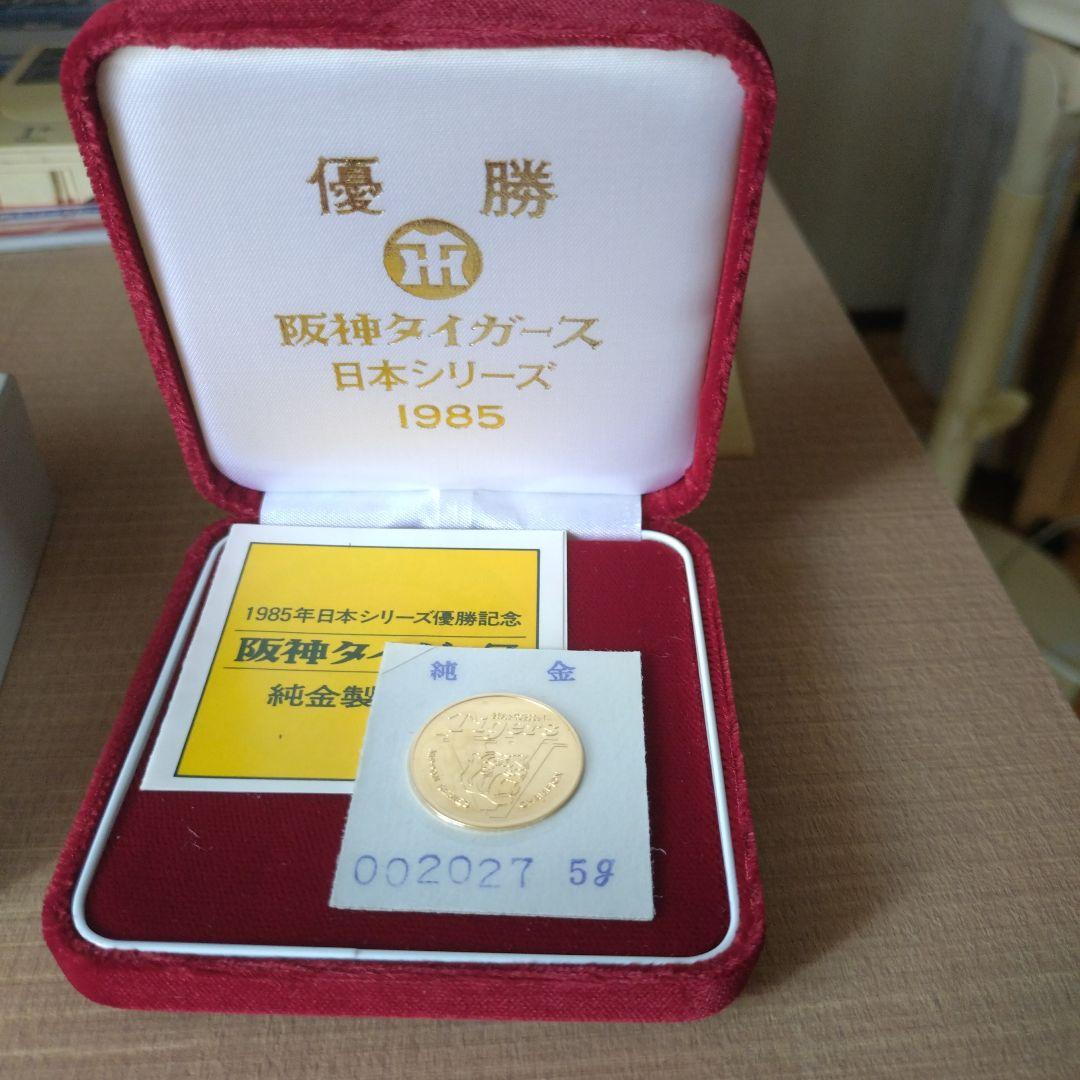 優 勝
阪神タイガース
日本シリーズ
1985
1985年日本シリーズ優勝記念
阪神タイ
純金製
純 金
Tigers
002027 5g